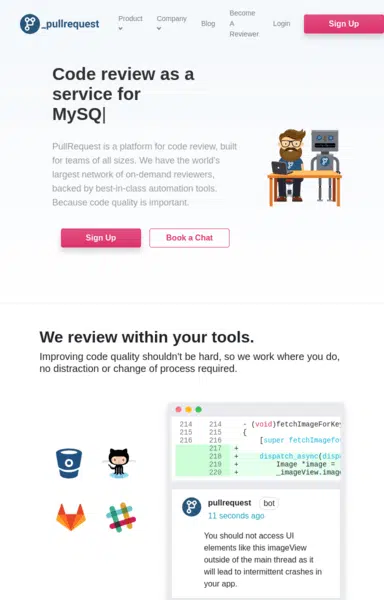 _pullrequest
Product
Company
Blog
Become
A
Reviewer
Login
Sign Up
Code review as a
service for
MySQ|
PullRequest is a platform for code review, built
for teams of all sizes. We have the world's
largest network of on-demand reviewers,
backed by best-in-class automation tools.
Because code quality is important.
Sign Up
Book a Chat
We review within your tools.
Improving code quality shouldn't be hard, so we work where you do,
no distraction or change of process required.
214 214 - (void)fetchImageForKey
215 215 {
216 216 [super fetchImageFo
217 +
218 + dispatch_async(dispa
219 + Image *image =
220 + _imageView.imag
pullrequest bot
11 seconds ago
You should not access UI
elements like this imageView
outside of the main thread as it
will lead to intermittent crashes in
your app.